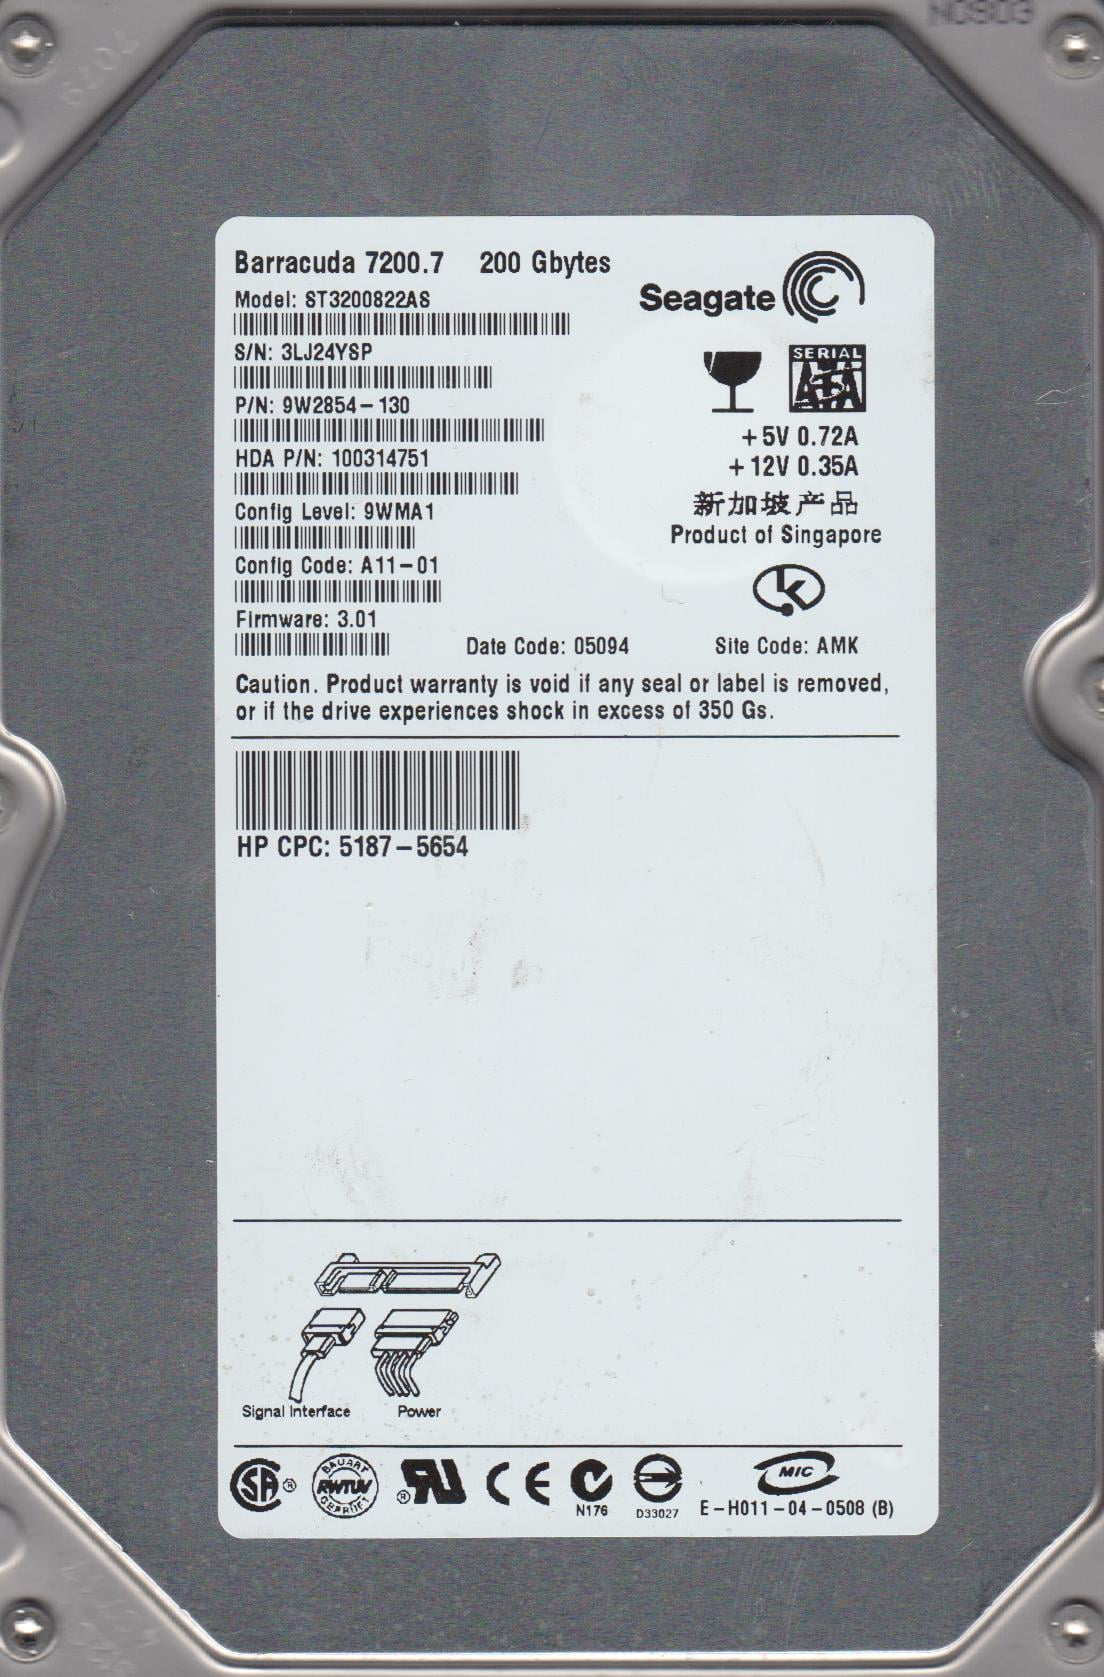 Barracuda 7200.7 200 Gbytes
Model: ST3200822AS
Seagate
S/N: 3LJ24YSP
SERIAL
ATA
P/N: 9W2854-130
+5V 0.72A
HDA P/N: 100314751
+12V 0.35A
Config Level: 9WMA1
新加坡产品
Product of Singapore
Config Code: A11-01
Firmware: 3.01
Date Code: 05094
Site Code: AMK
Caution. Product warranty is void if any seal or label is removed,
or if the drive experiences shock in excess of 350 Gs.
HP CPC: 5187-5654
Signal Interface
Power
BAUART
RWTUV
GEPRUFT
CE
MIC
N176
D33027
E-H011-04-0508 (B)